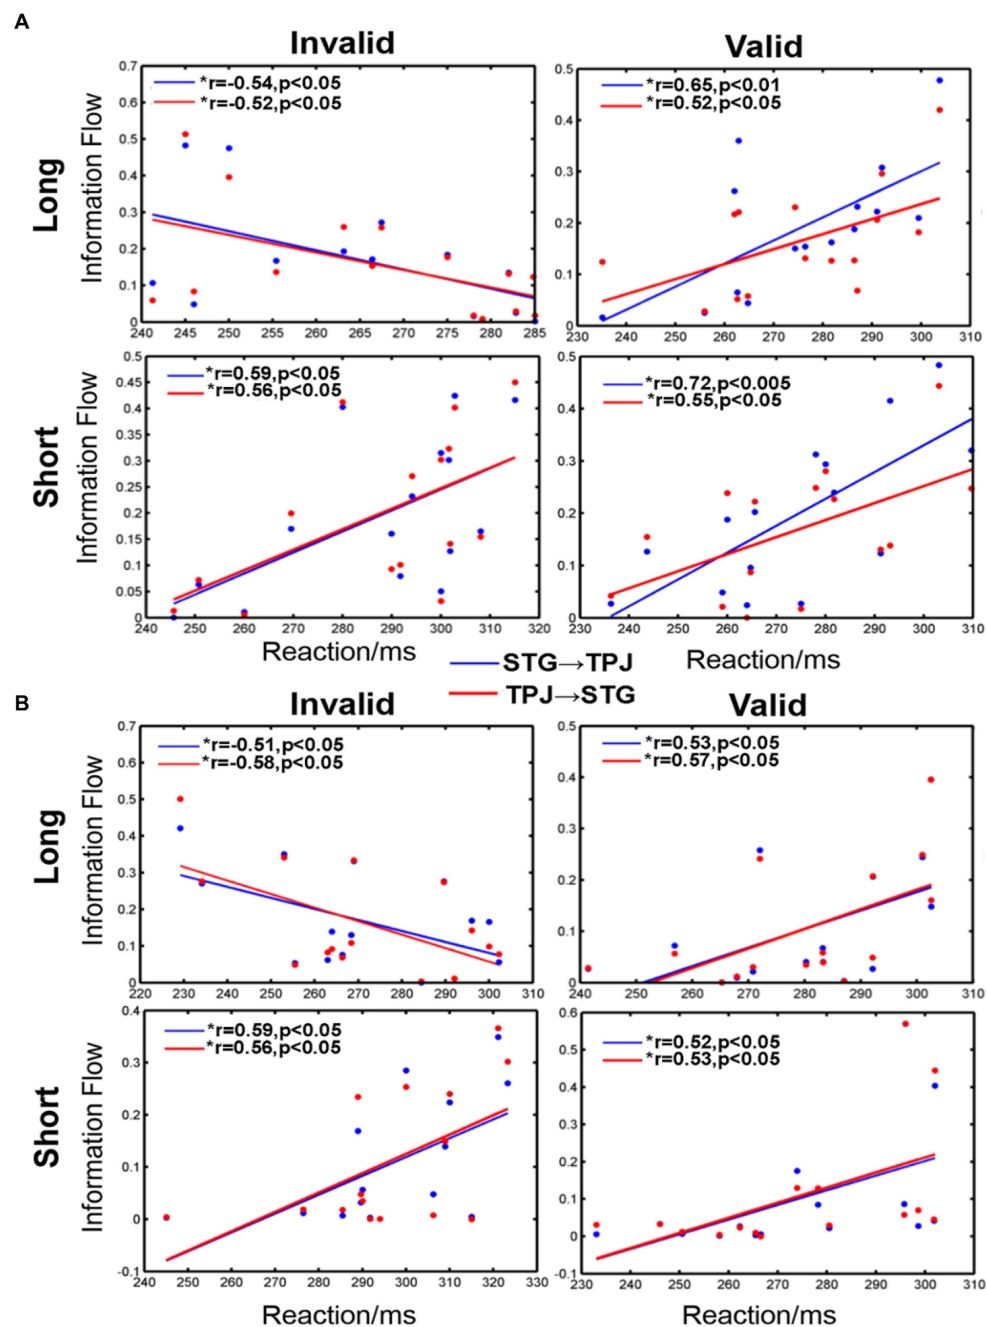 A
Invalid
Valid
Long
Information Flow
0.7
0.6
0.5
0.4
0.3
0.2
0.1
0
*r=-0.54,p<0.05
*r=-0.52,p<0.05
240 245 250 255 260 265 270 275 280 285
0.5
0.4
0.3
0.2
0.1
0
*r=0.65,p<0.01
*r=0.52,p<0.05
230 240 250 260 270 280 290 300 310
Short
Information Flow
0.5
0.45
0.4
0.35
0.3
0.25
0.2
0.15
0.1
0.05
0
*r=0.59,p<0.05
*r=0.56,p<0.05
240 250 260 270 280 290 300 310 320
Reaction/ms
0.5
0.4
0.3
0.2
0.1
0
*r=0.72,p<0.005
*r=0.55,p<0.05
230 240 250 260 270 280 290 300 310
Reaction/ms
STG→TPJ
TPJ→STG
B
Invalid
Valid
Long
Information Flow
0.7
0.6
0.5
0.4
0.3
0.2
0.1
0
*r=-0.51,p<0.05
*r=-0.58,p<0.05
220 230 240 250 260 270 280 290 300 310
0.5
0.4
0.3
0.2
0.1
0
*r=0.53,p<0.05
*r=0.57,p<0.05
240 250 260 270 280 290 300 310
Short
Information Flow
0.4
0.3
0.2
0.1
0
-0.1
*r=0.59,p<0.05
*r=0.56,p<0.05
240 250 260 270 280 290 300 310 320 330
Reaction/ms
0.6
0.5
0.4
0.3
0.2
0.1
0
-0.1
*r=0.52,p<0.05
*r=0.53,p<0.05
230 240 250 260 270 280 290 300 310
Reaction/ms